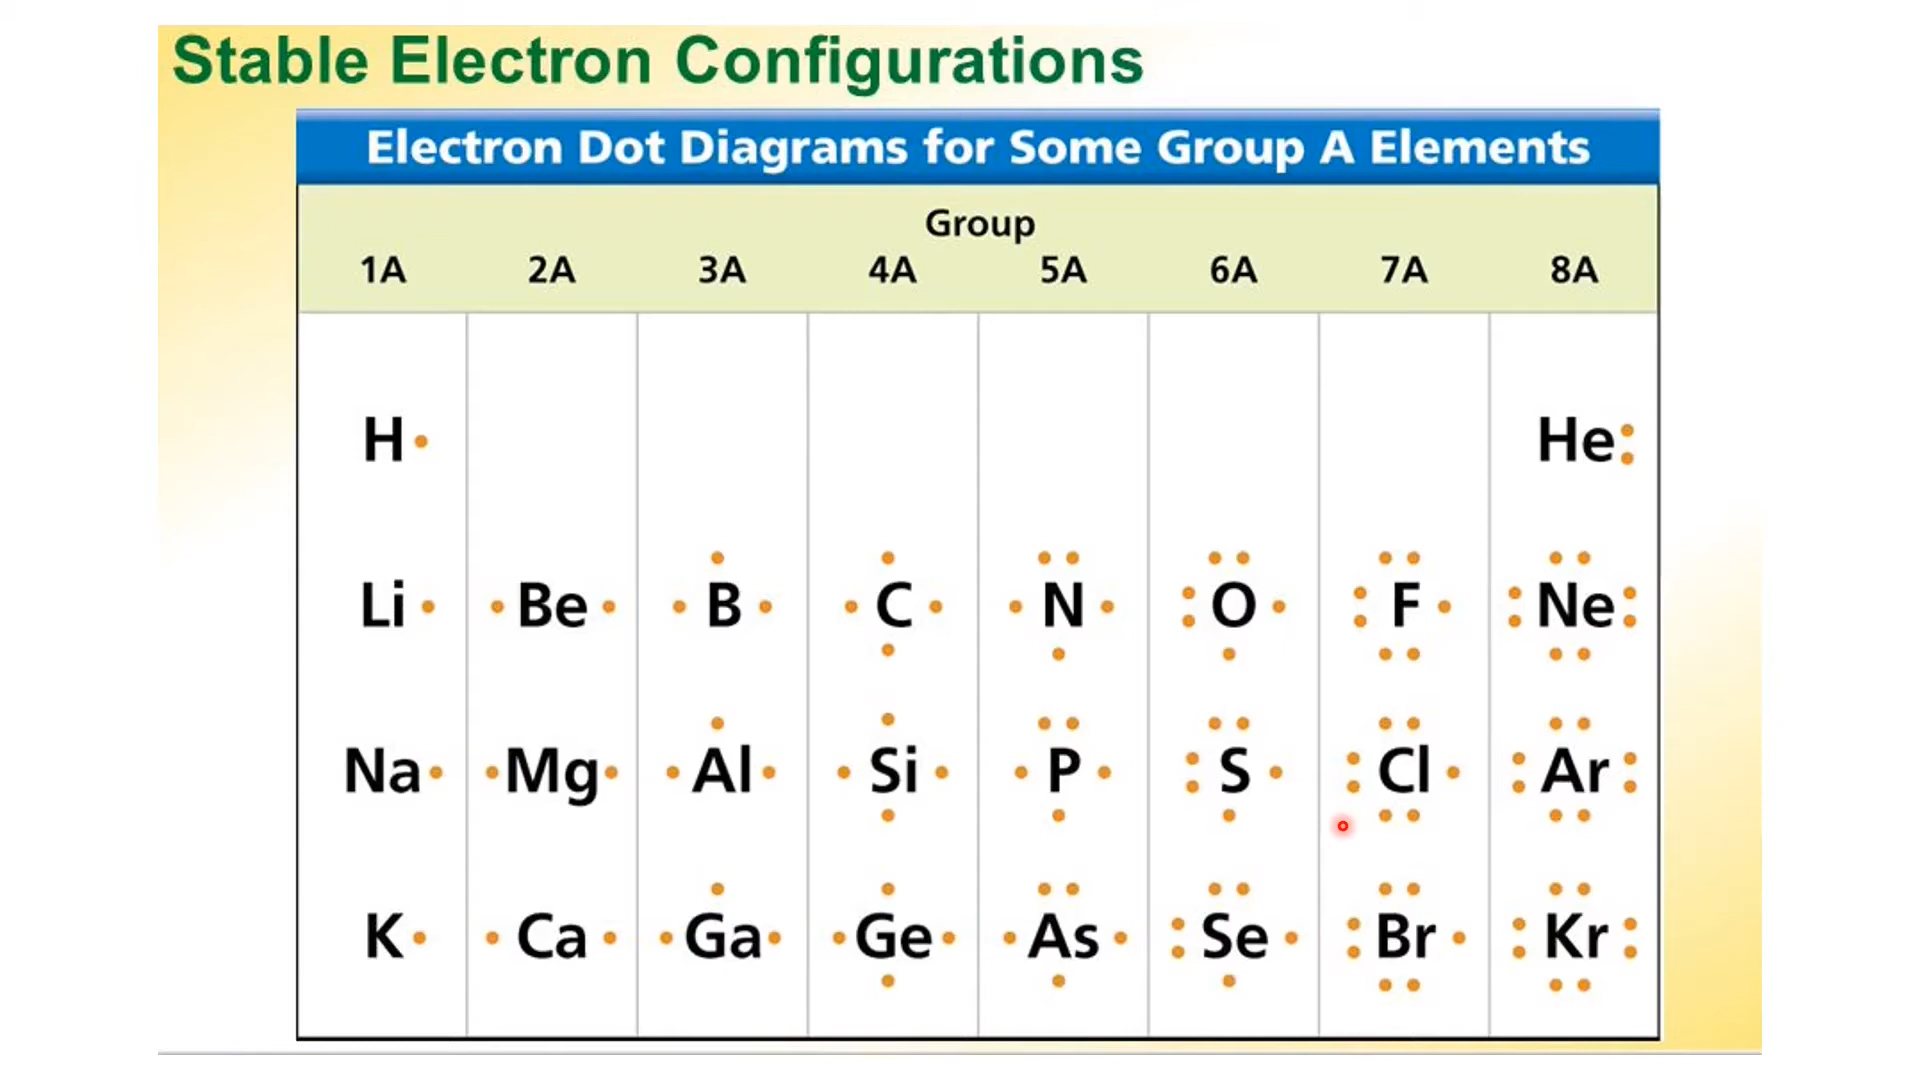 Stable Electron Configurations
Electron Dot Diagrams for Some Group A Elements
Group
1A 2A 3A 4A 5A 6A 7A 8A
H He
Li Be B C N O F Ne
Na Mg Al Si P S Cl Ar
K Ca Ga Ge As Se Br Kr